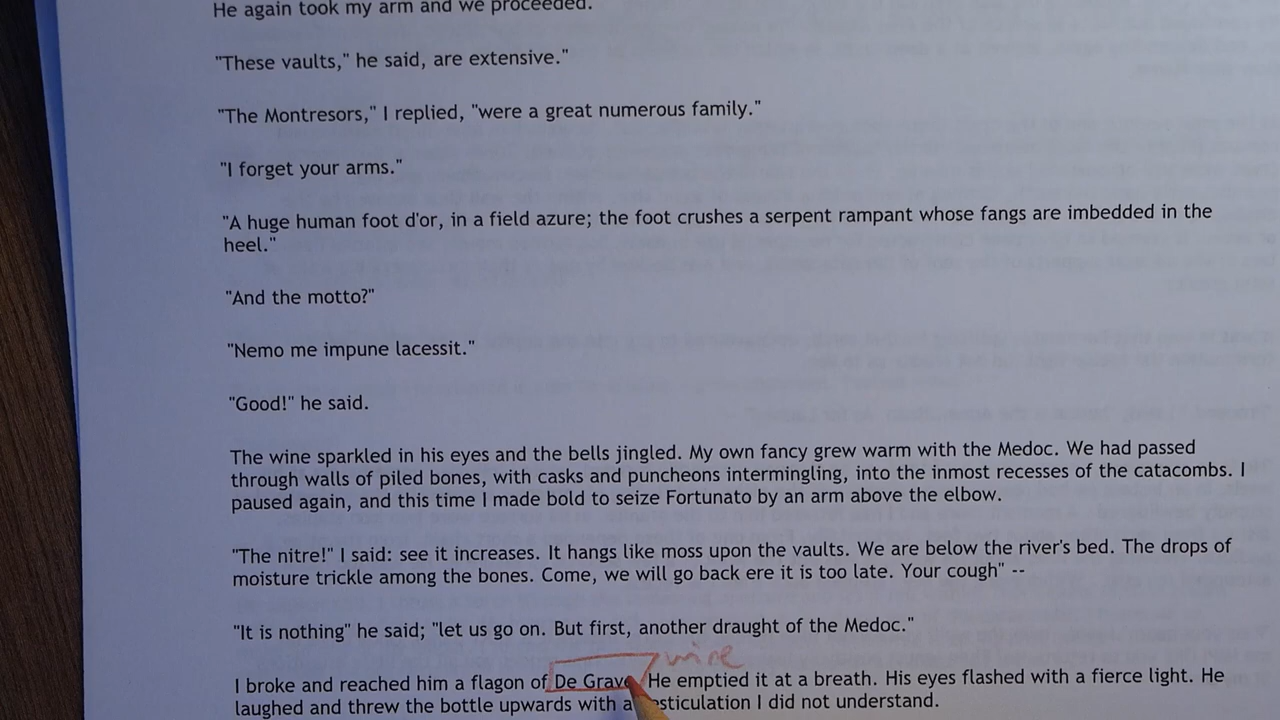 He again took my arm and we proceeded.
"These vaults," he said, are extensive."
"The Montresors," I replied, "were a great numerous family."
"I forget your arms."
"A huge human foot d'or, in a field azure; the foot crushes a serpent rampant whose fangs are imbedded in the
heel."
"And the motto?"
"Nemo me impune lacessit."
"Good!" he said.
The wine sparkled in his eyes and the bells jingled. My own fancy grew warm with the Medoc. We had passed
through walls of piled bones, with casks and puncheons intermingling, into the inmost recesses of the catacombs. I
paused again, and this time I made bold to seize Fortunato by an arm above the elbow.
"The nitre!" I said: see it increases. It hangs like moss upon the vaults. We are below the river's bed. The drops of
moisture trickle among the bones. Come, we will go back ere it is too late. Your cough" --
"It is nothing" he said; "let us go on. But first, another draught of the Medoc."
wine
I broke and reached him a flagon of De Grave He emptied it at a breath. His eyes flashed with a fierce light. He
laughed and threw the bottle upwards with a esticulation I did not understand.